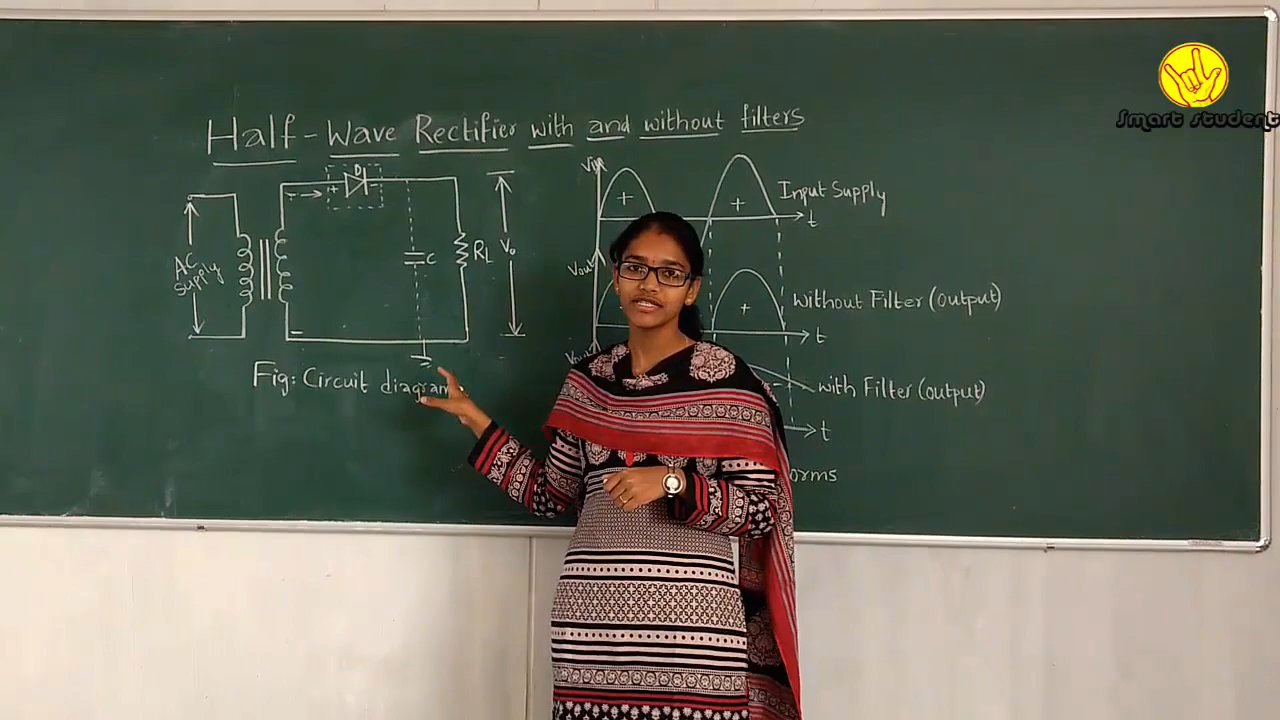 Smart student
Half-Wave Rectifier with and without filters
D
+ -
+
AC
supply
C
RL
Vo
-
Fig: Circuit diagram
Vin
+ +
Input Supply
t
Vout
+
without Filter (output)
t
Vout
with Filter (output)
t
orms